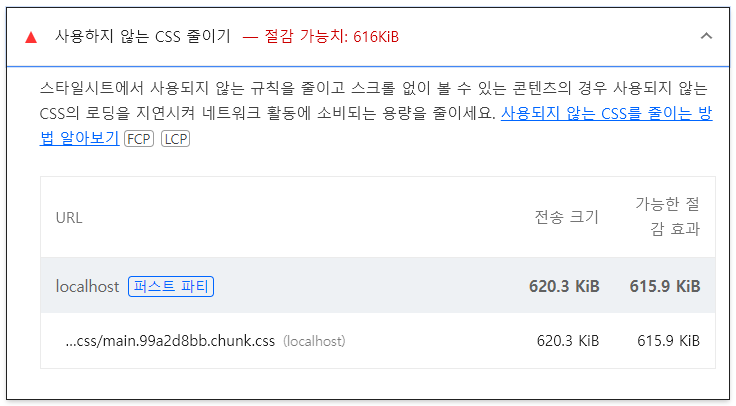 사용하지 않는 CSS 줄이기 — 절감 가능치: 616KiB
스타일시트에서 사용되지 않는 규칙을 줄이고 스크롤 없이 볼 수 있는 콘텐츠의 경우 사용되지 않는
CSS의 로딩을 지연시켜 네트워크 활동에 소비되는 용량을 줄이세요. 사용되지 않는 CSS를 줄이는 방
법 알아보기 FCP LCP
URL 전송 크기 가능한 절
감 효과
localhost 퍼스트 파티 620.3 KiB 615.9 KiB
...css/main.99a2d8bb.chunk.css (localhost) 620.3 KiB 615.9 KiB